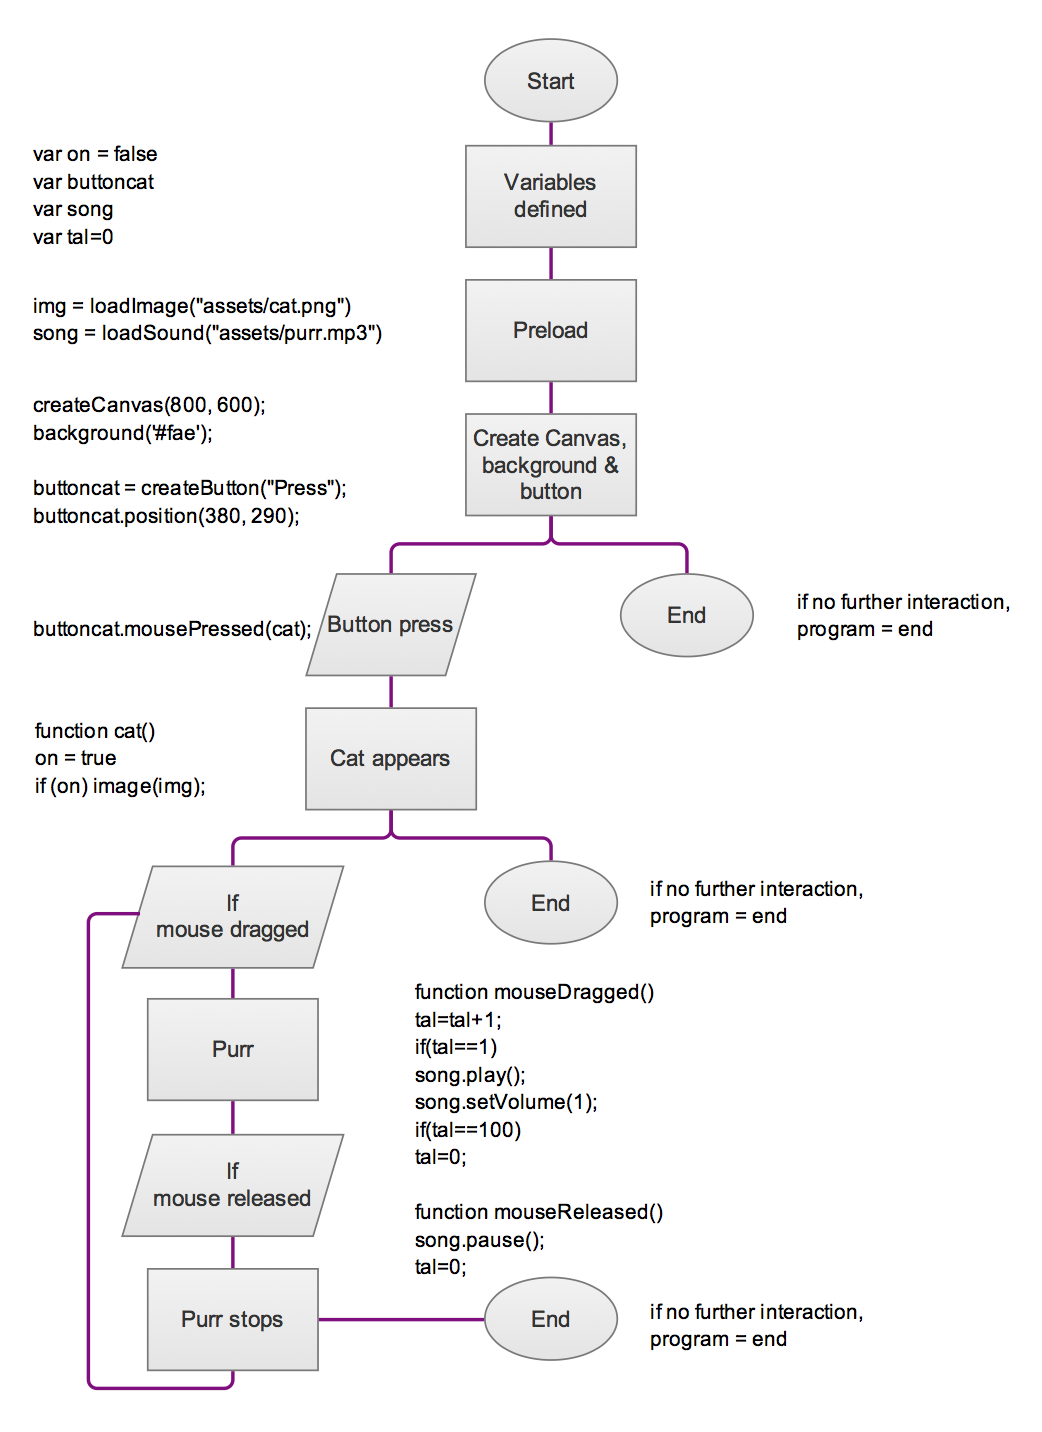 Start
var on = false
var buttoncat
var song
var tal=0
Variables
defined
img = loadImage("assets/cat.png")
song = loadSound("assets/purr.mp3")
Preload
createCanvas(800, 600);
background('#fae');
buttoncat = createButton("Press");
buttoncat.position(380, 290);
Create Canvas,
background &
button
buttoncat.mousePressed(cat);
Button press
End
if no further interaction,
program = end
function cat()
on = true
if (on) image(img);
Cat appears
If
mouse dragged
End
if no further interaction,
program = end
Purr
function mouseDragged()
tal=tal+1;
if(tal==1)
song.play();
song.setVolume(1);
if(tal==100)
tal=0;
If
mouse released
function mouseReleased()
song.pause();
tal=0;
Purr stops
End
if no further interaction,
program = end